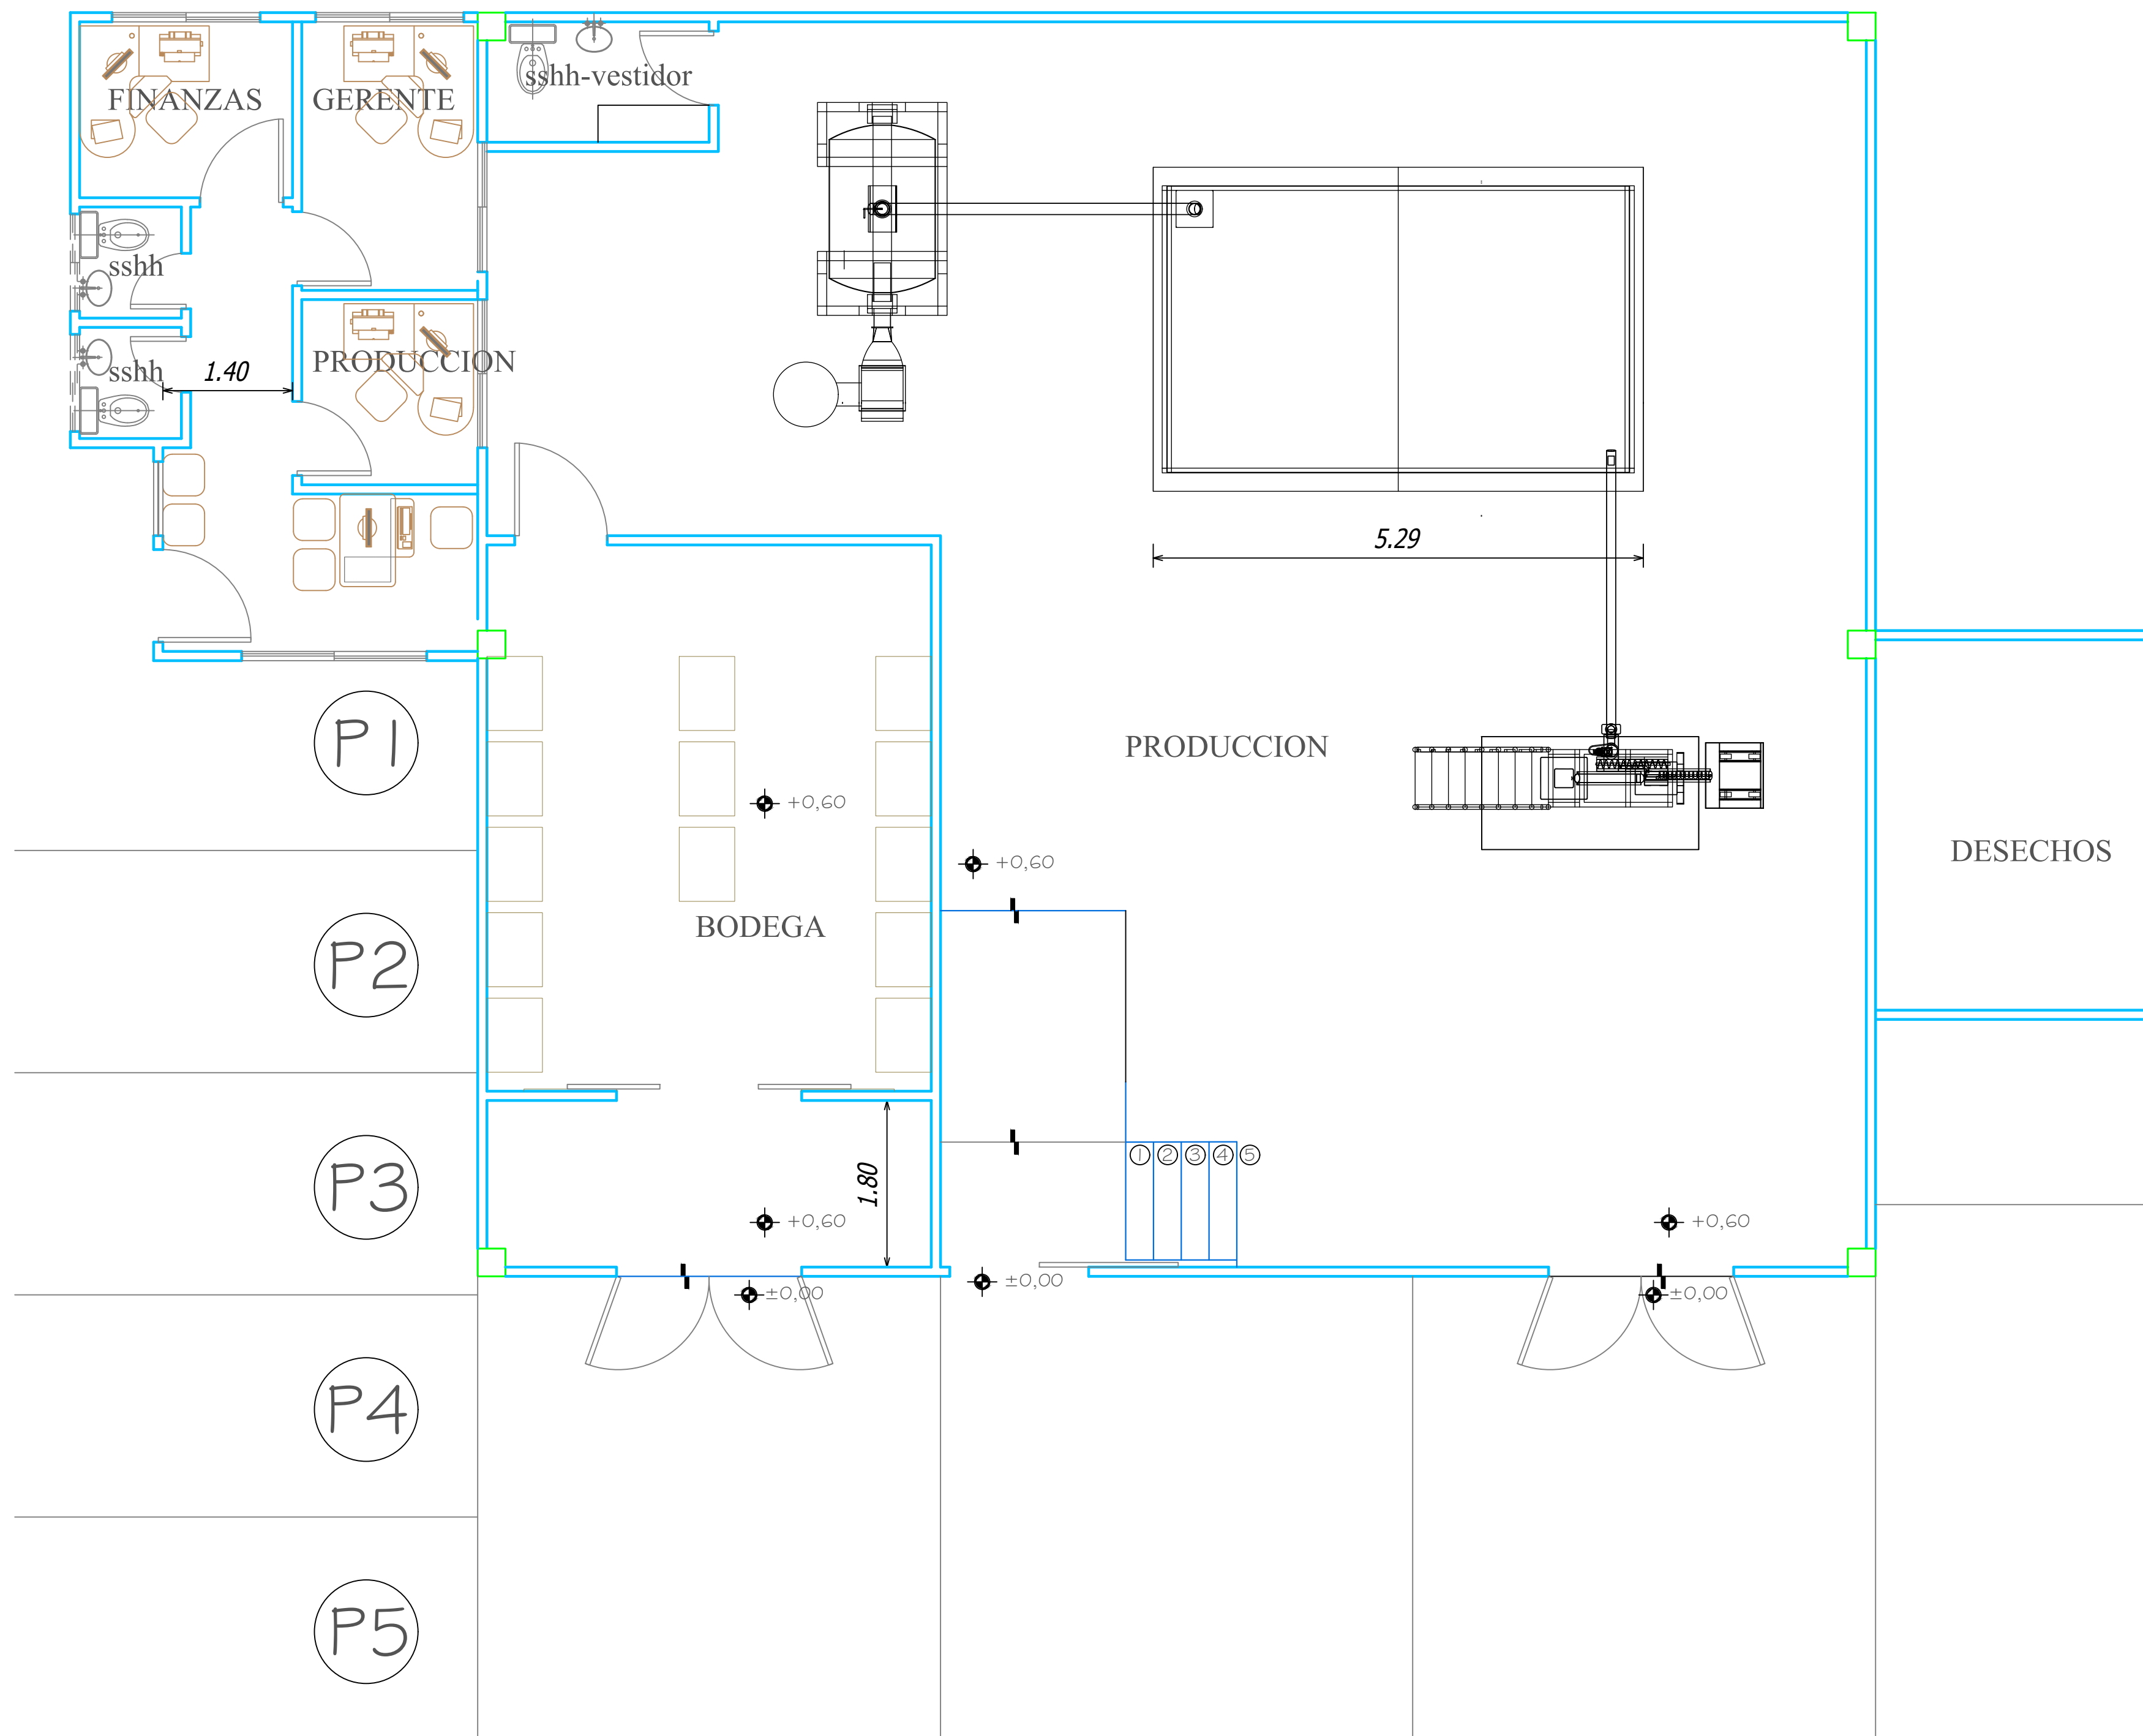 sshh-vestidor
FINANZAS
GERENTE
sshh
sshh
1.40
PRODUCCION
5.29
P1
PRODUCCION
+0,60
+0,60
DESECHOS
BODEGA
P2
1
2
3
4
5
P3
1.80
+0,60
+0,60
±0,00
±0,00
±0,00
P4
P5